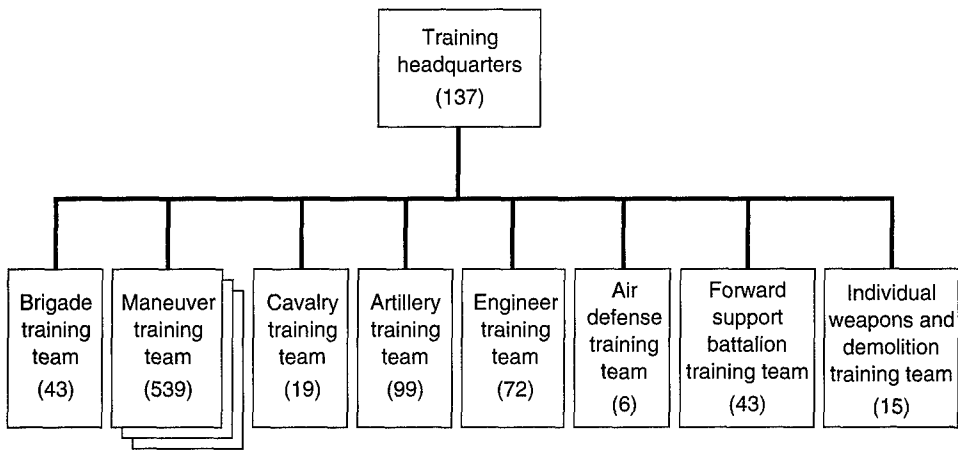 Training
headquarters
(137)
Brigade
training
team
(43)
Maneuver
training
team
(539)
Cavalry
training
team
(19)
Artillery
training
team
(99)
Engineer
training
team
(72)
Air
defense
training
team
(6)
Forward
support
battalion
training team
(43)
Individual
weapons and
demolition
training team
(15)